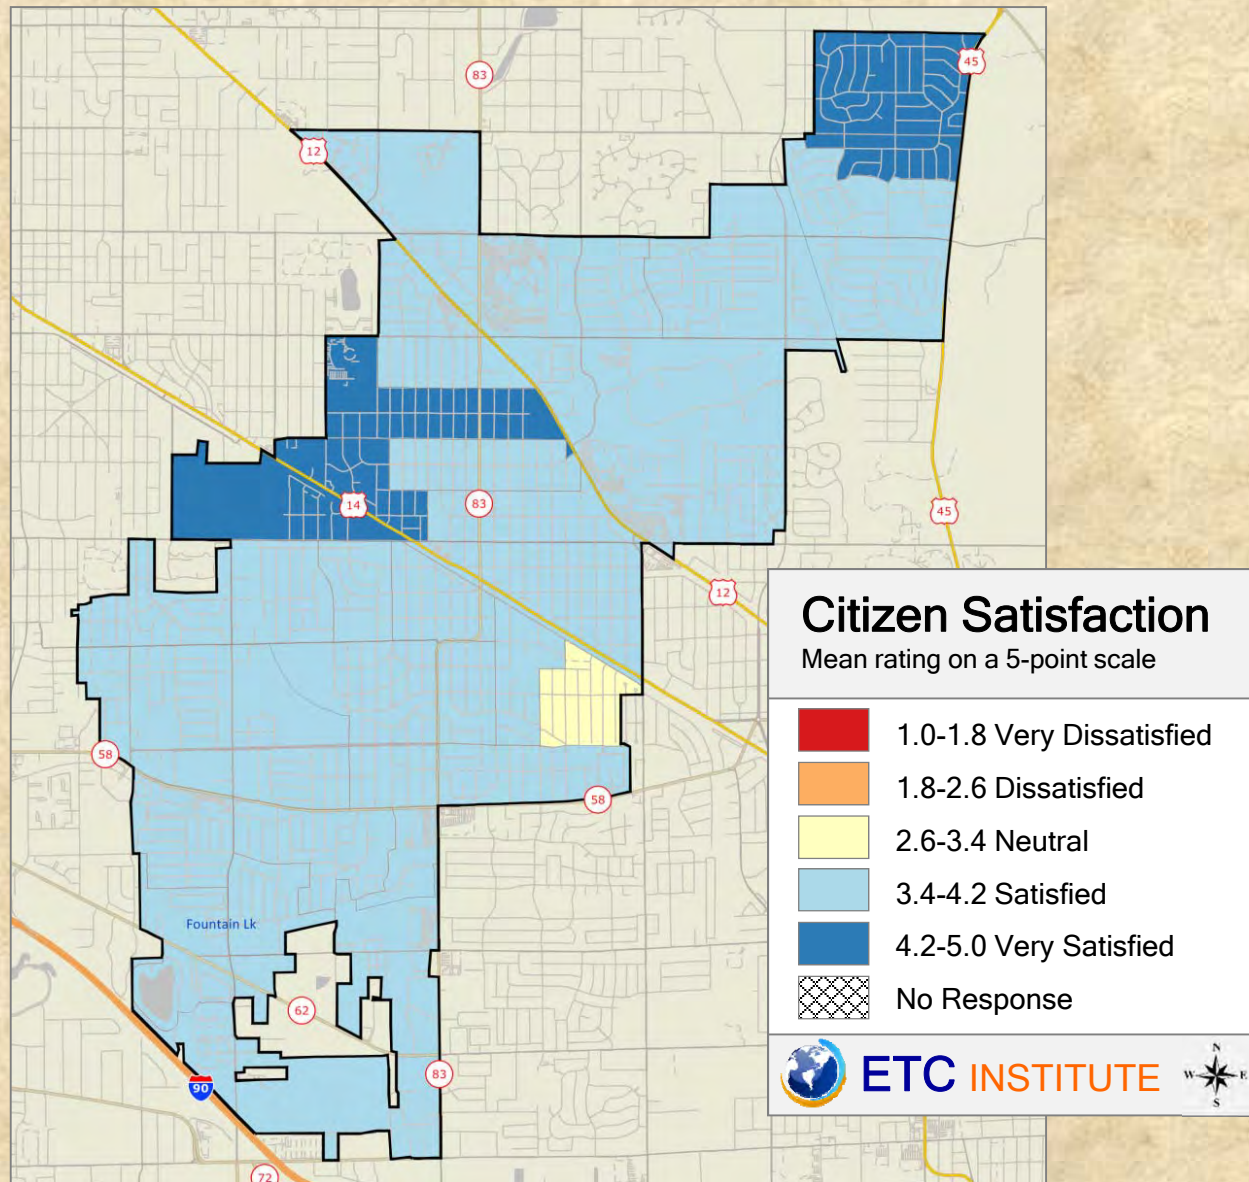 45
83
12
14
83
45
12
58
58
Fountain Lk
62
83
90
72
Citizen Satisfaction
Mean rating on a 5-point scale
1.0-1.8 Very Dissatisfied
1.8-2.6 Dissatisfied
2.6-3.4 Neutral
3.4-4.2 Satisfied
4.2-5.0 Very Satisfied
No Response
ETC INSTITUTE
N
W E
S